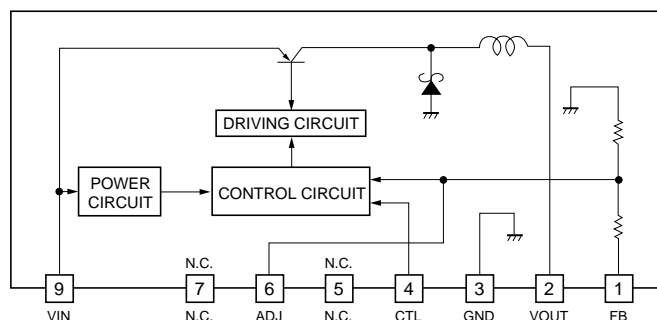 DRIVING CIRCUIT
POWER
CIRCUIT
CONTROL CIRCUIT
N.C. N.C.
9 7 6 5 4 3 2 1
VIN N.C. ADJ N.C. CTL GND VOUT FB